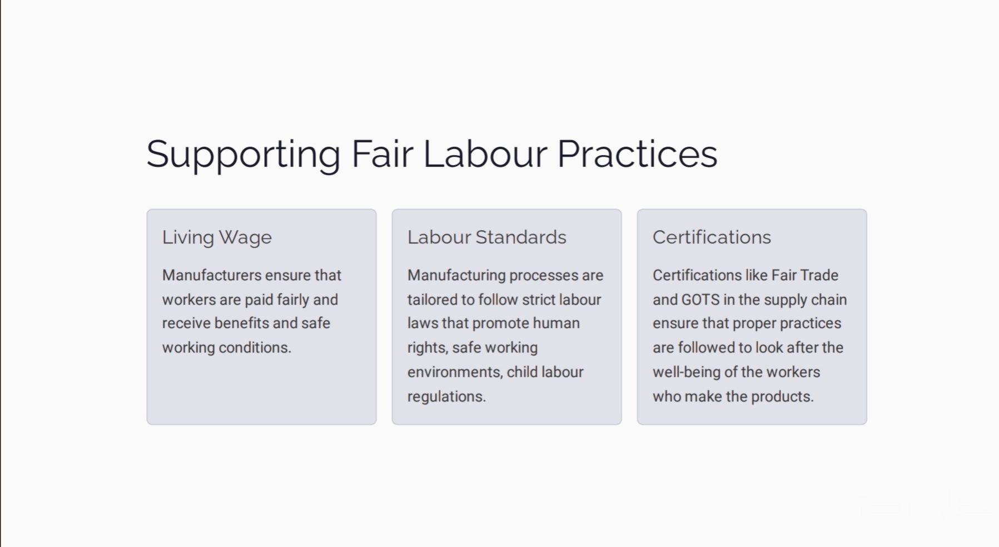 Supporting Fair Labour Practices
Living Wage
Manufacturers ensure that
workers are paid fairly and
receive benefits and safe
working conditions.
Labour Standards
Manufacturing processes are
tailored to follow strict labour
laws that promote human
rights, safe working
environments, child labour
regulations.
Certifications
Certifications like Fair Trade
and GOTS in the supply chain
ensure that proper practices
are followed to look after the
well-being of the workers
who make the products.